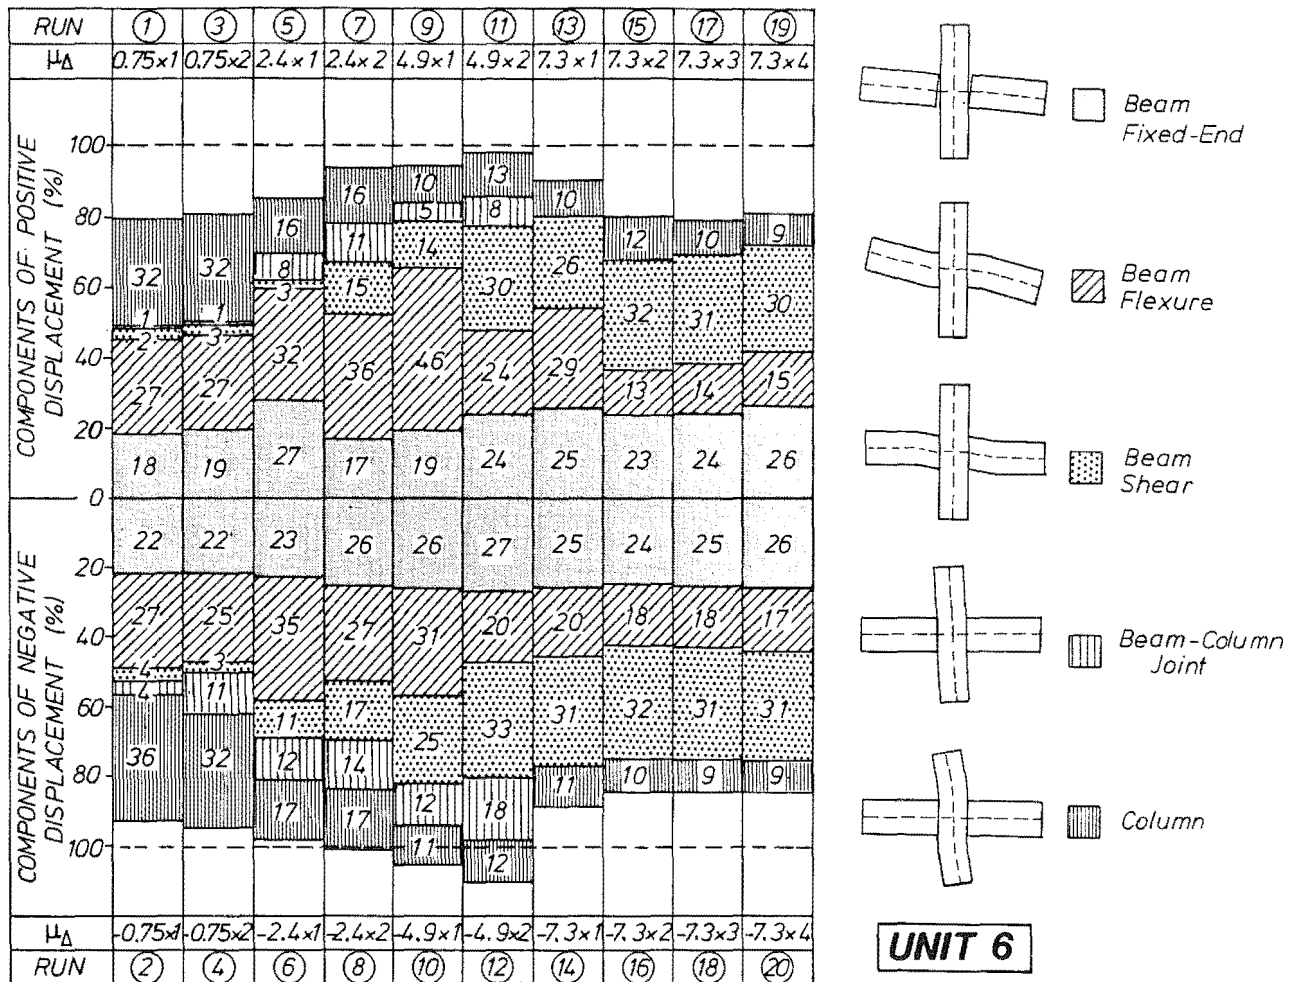 RUN ① ③ ⑤ ⑦ ⑨ ⑪ ⑬ ⑮ ⑰ ⑲
μΔ 0.75×1 0.75×2 2.4×1 2.4×2 4.9×1 4.9×2 7.3×1 7.3×2 7.3×3 7.3×4
COMPONENTS OF POSITIVE
DISPLACEMENT (%)
100
80
60
40
20
0
20
40
60
80
100
COMPONENTS OF NEGATIVE
DISPLACEMENT (%)
32 1 2 27 18
32 1 3 27 19
16 8 3 32 27
16 11 15 36 17
10 5 14 46 19
13 8 30 24 24
10 26 29 25
12 32 13 23
10 31 14 24
9 30 15 26
22 27 4 4 36
22 25 3 11 32
23 35 11 12 17
26 27 17 14 17
26 31 25 12 11
27 20 33 18 12
25 20 31 11
24 18 32 10
25 18 31 9
26 17 31 9
μΔ -0.75×1 -0.75×2 -2.4×1 -2.4×2 -4.9×1 -4.9×2 -7.3×1 -7.3×2 -7.3×3 -7.3×4
RUN ② ④ ⑥ ⑧ ⑩ ⑫ ⑭ ⑯ ⑱ ⑳
Beam
Fixed-End
Beam
Flexure
Beam
Shear
Beam-Column
Joint
Column
UNIT 6